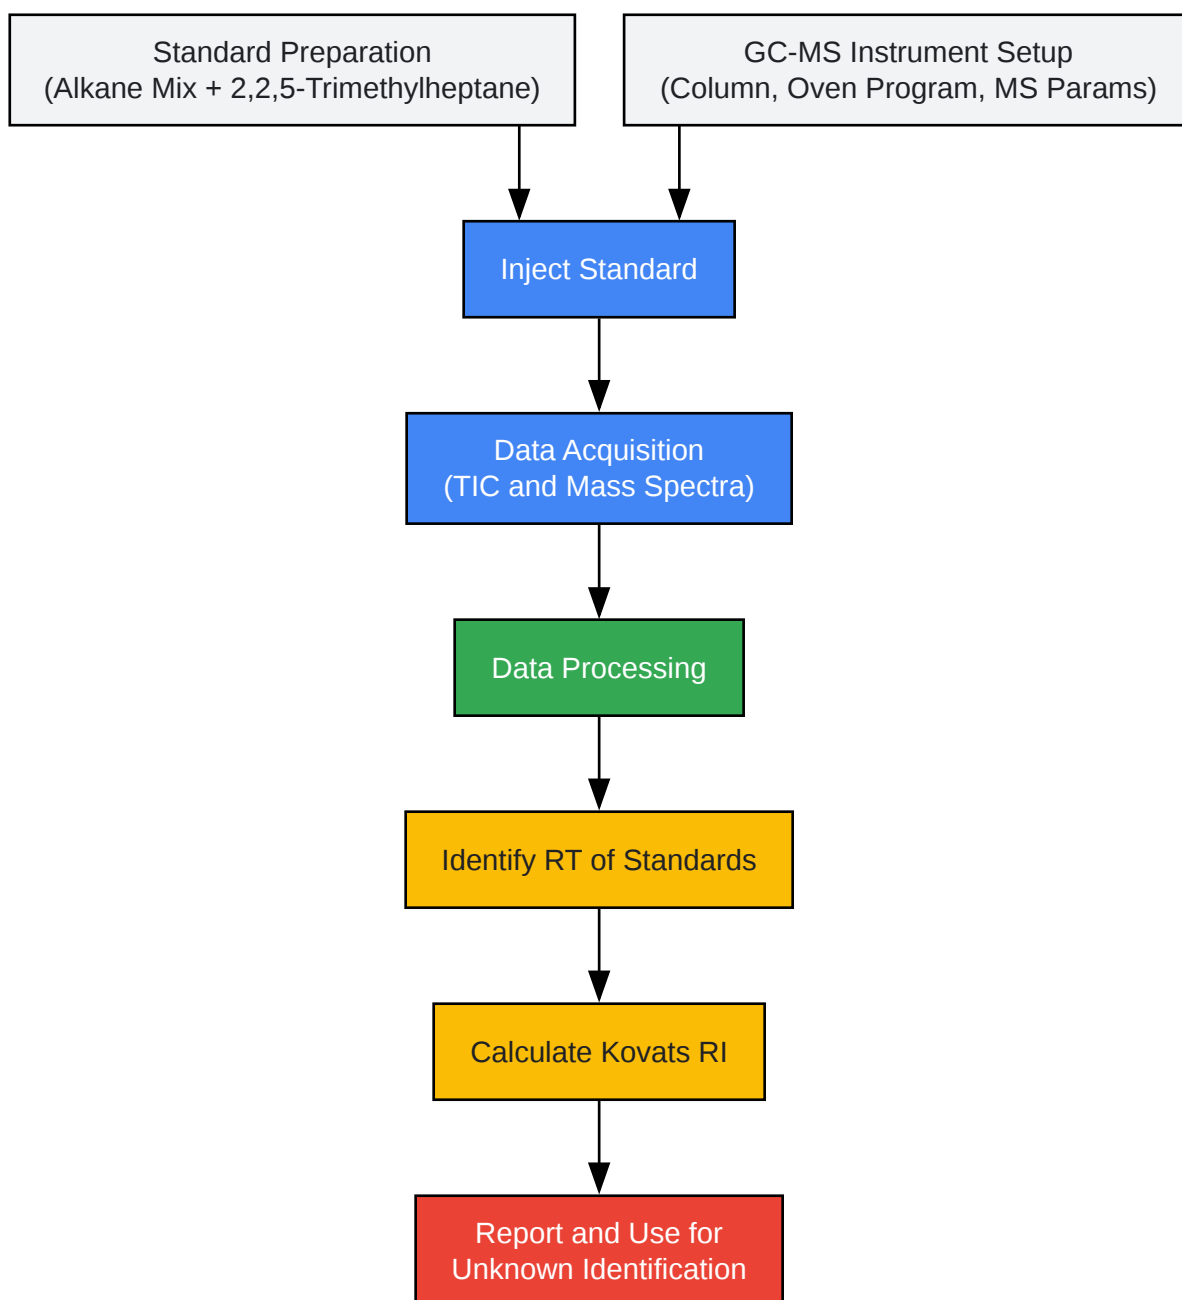 Standard Preparation
(Alkane Mix + 2,2,5-Trimethylheptane)
GC-MS Instrument Setup
(Column, Oven Program, MS Params)
Inject Standard
Data Acquisition
(TIC and Mass Spectra)
Data Processing
Identify RT of Standards
Calculate Kovats RI
Report and Use for
Unknown Identification